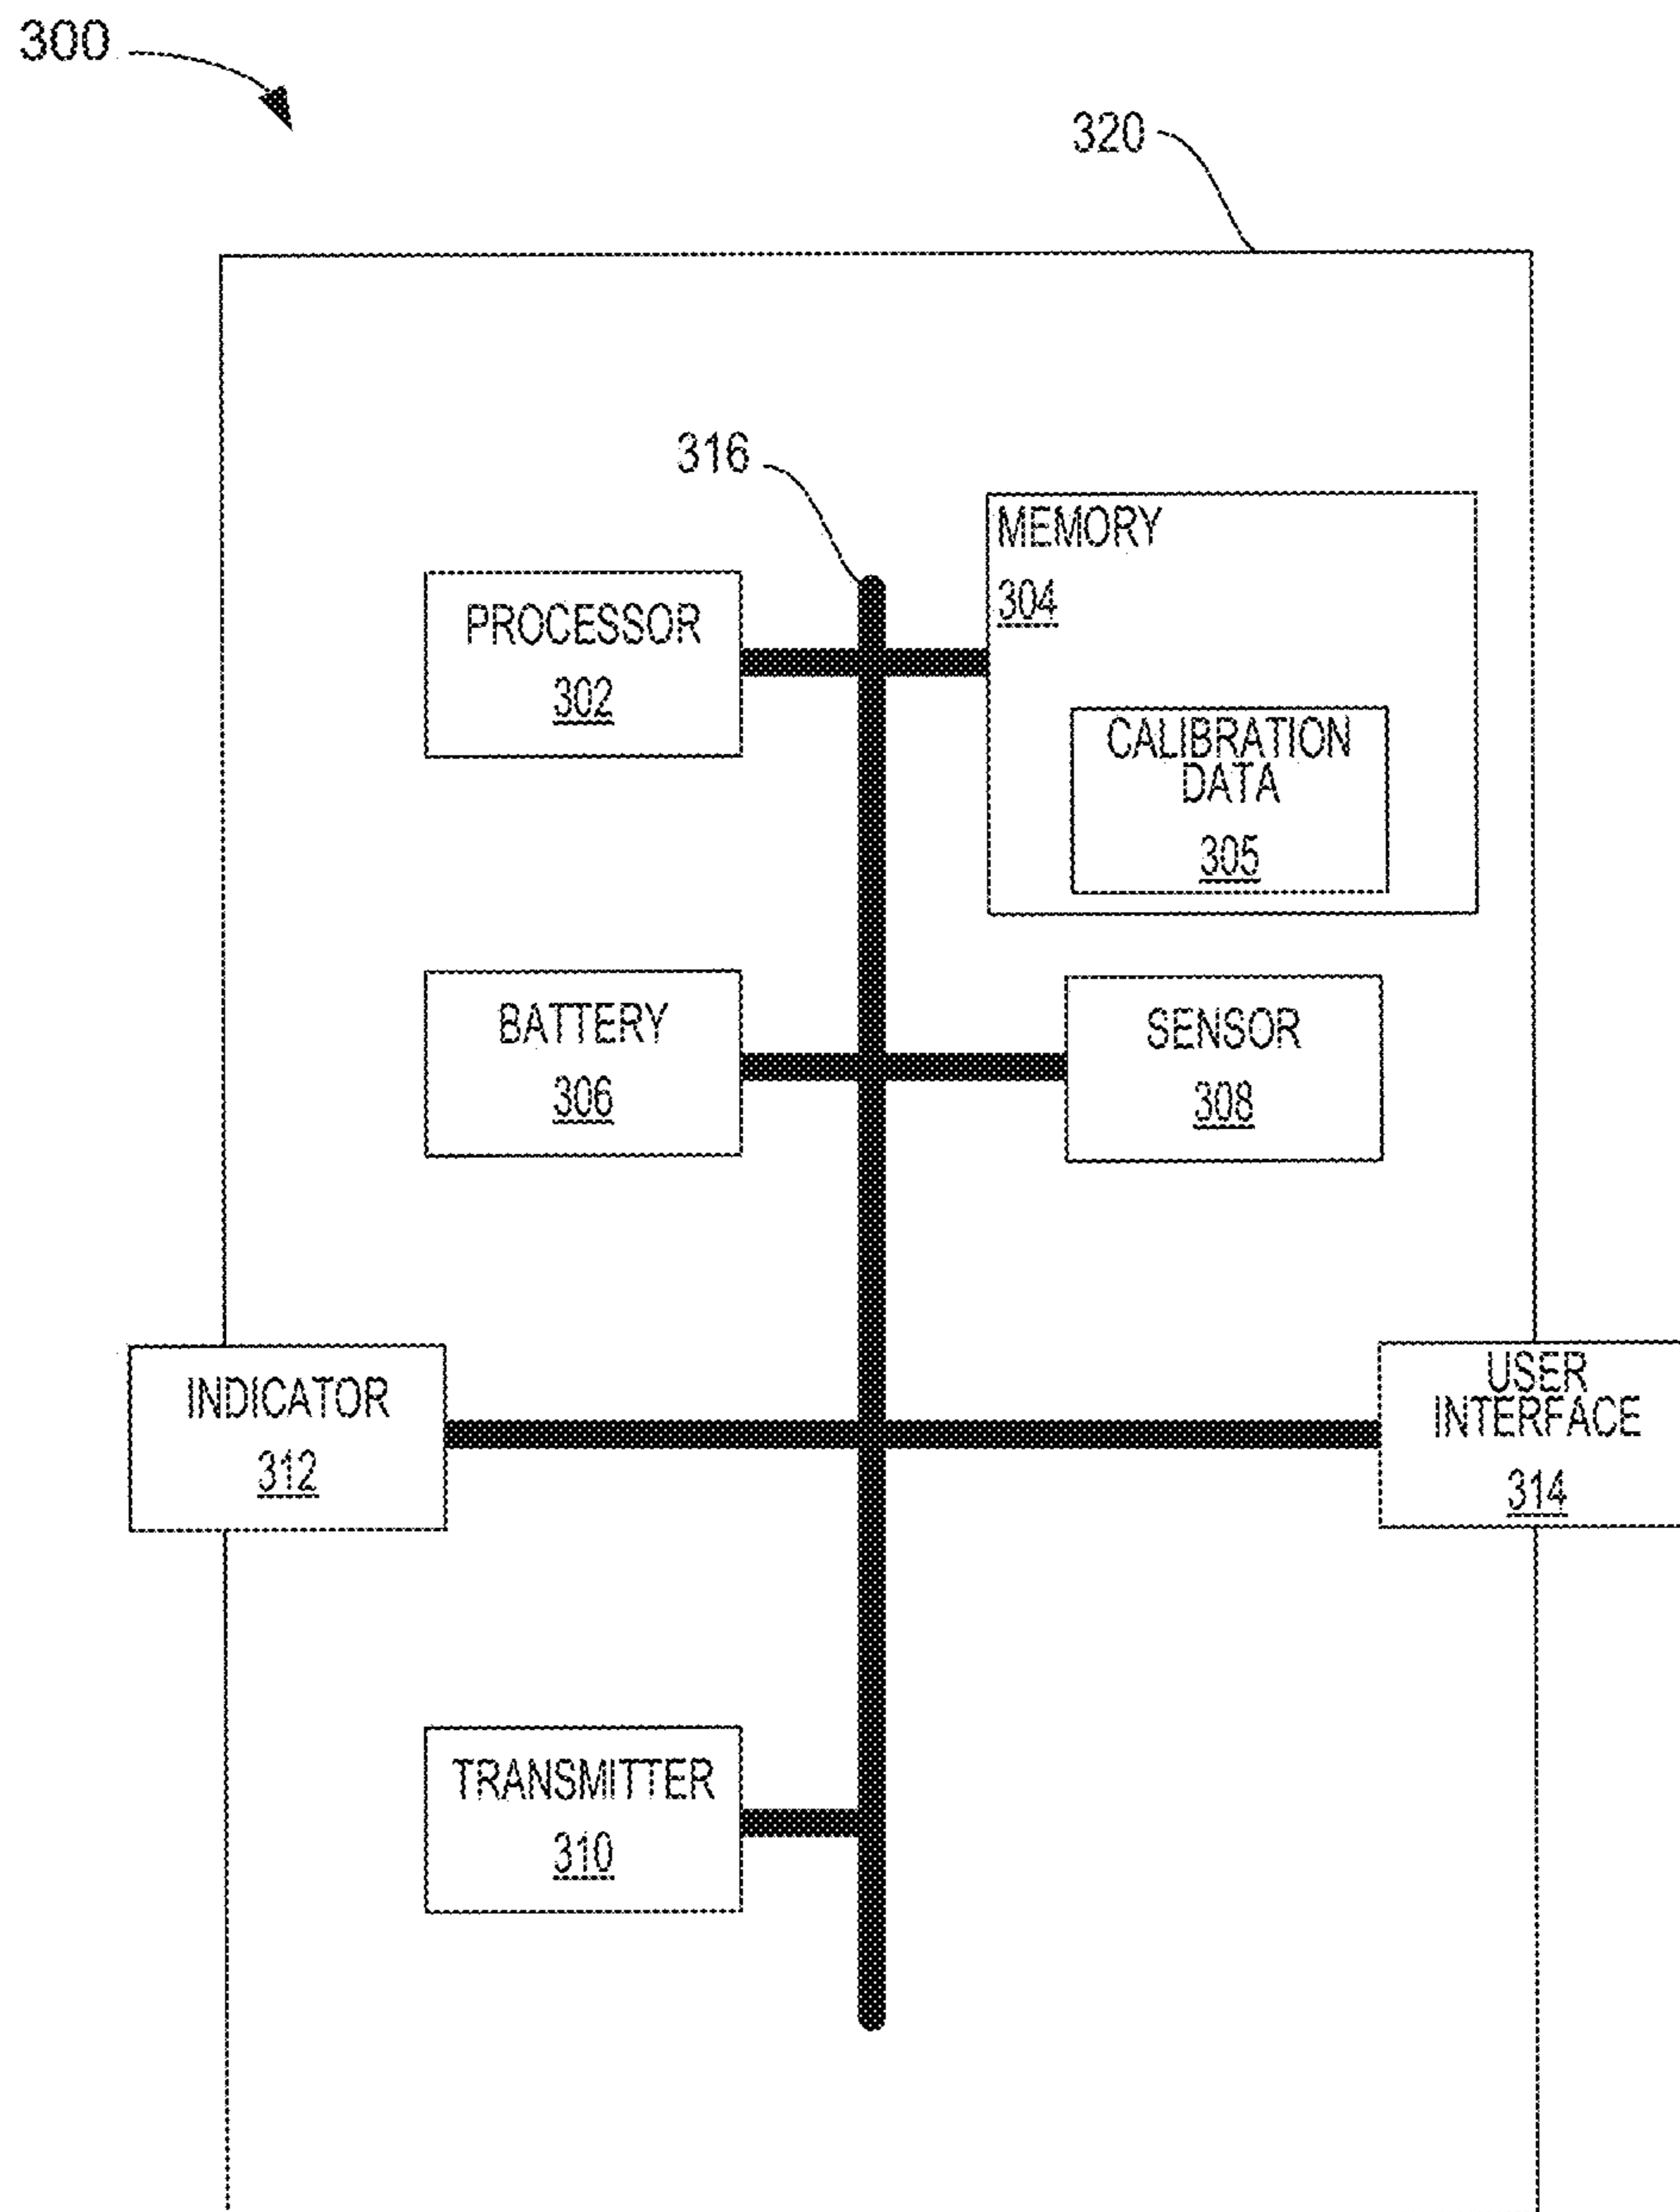 300
320
316
MEMORY
304
PROCESSOR
302
CALIBRATION
DATA
305
BATTERY
306
SENSOR
308
INDICATOR
312
USER
INTERFACE
314
TRANSMITTER
310